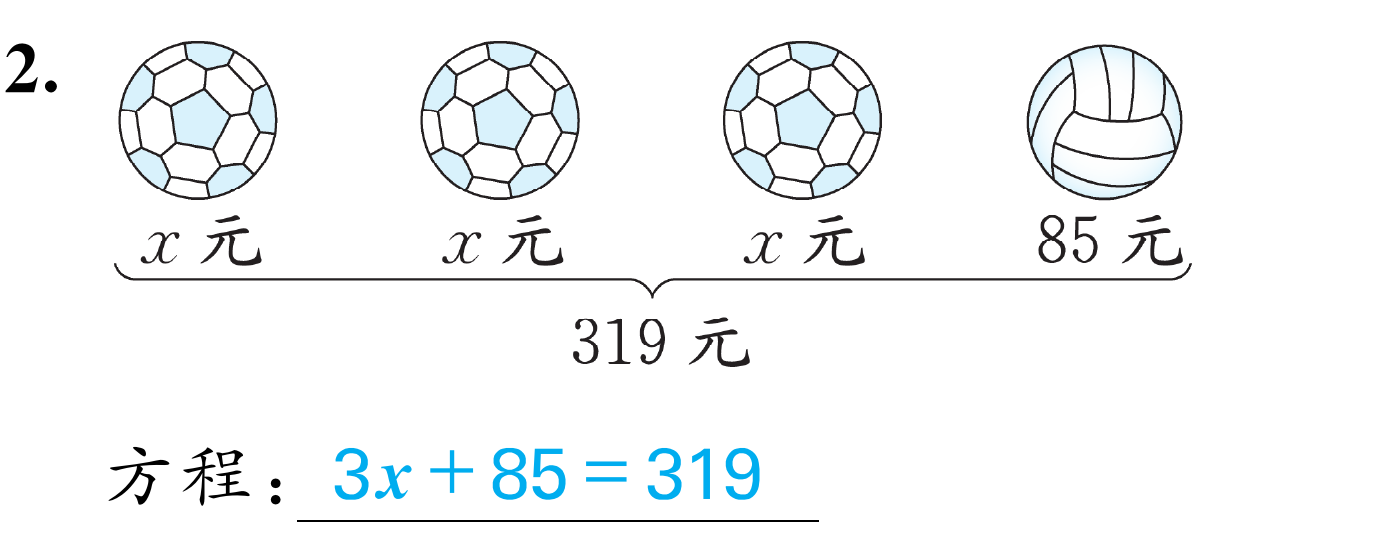 2.
x 元 x 元 x 元 85 元
319 元
方程：3x＋85＝319